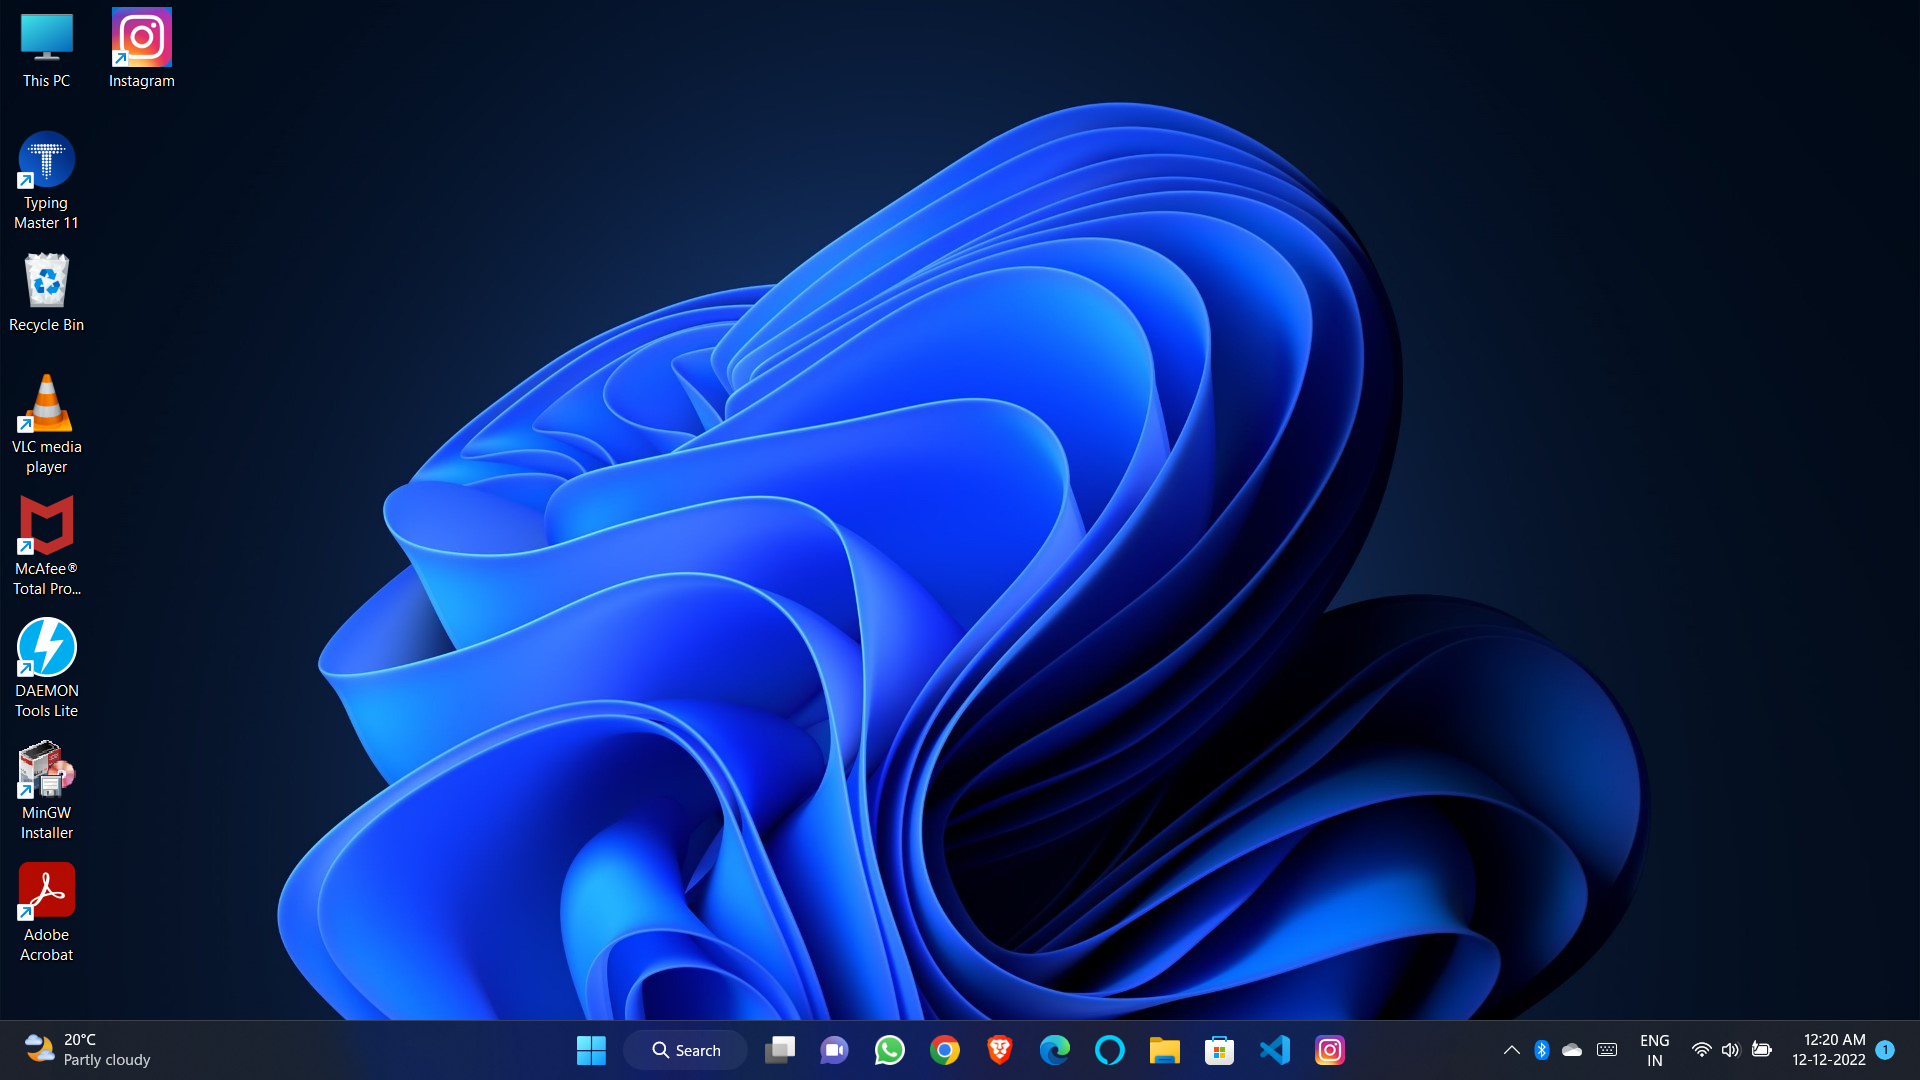 This PC
Instagram
Typing
Master 11
Recycle Bin
VLC media
player
McAfee®
Total Pro...
DAEMON
Tools Lite
MinGW
Installer
Adobe
Acrobat
20°C
Partly cloudy
Search
ENG
IN
12:20 AM
12-12-2022
1